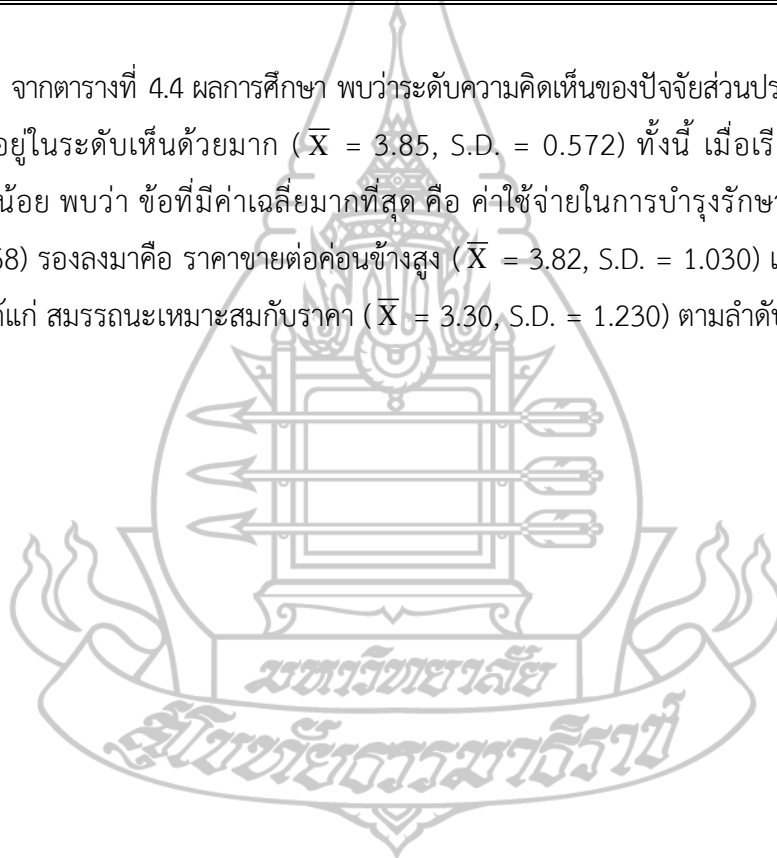 จากตารางที่ 4.4 ผลการศึกษา พบว่าระดับความคิดเห็นของปัจจัยส่วนประ
อยู่ในระดับเห็นด้วยมาก ( X̅ = 3.85, S.D. = 0.572) ทั้งนี้ เมื่อเรี
น้อย พบว่า ข้อที่มีค่าเฉลี่ยมากที่สุด คือ ค่าใช้จ่ายในการบำรุงรักษา
58) รองลงมาคือ ราคาขายต่อค่อนข้างสูง ( X̅ = 3.82, S.D. = 1.030)
ด้แก่ สมรรถนะเหมาะสมกับราคา ( X̅ = 3.30, S.D. = 1.230) ตามลำดับ
มหาวิทยาลัย
สุโขทัยธรรมาธิราช